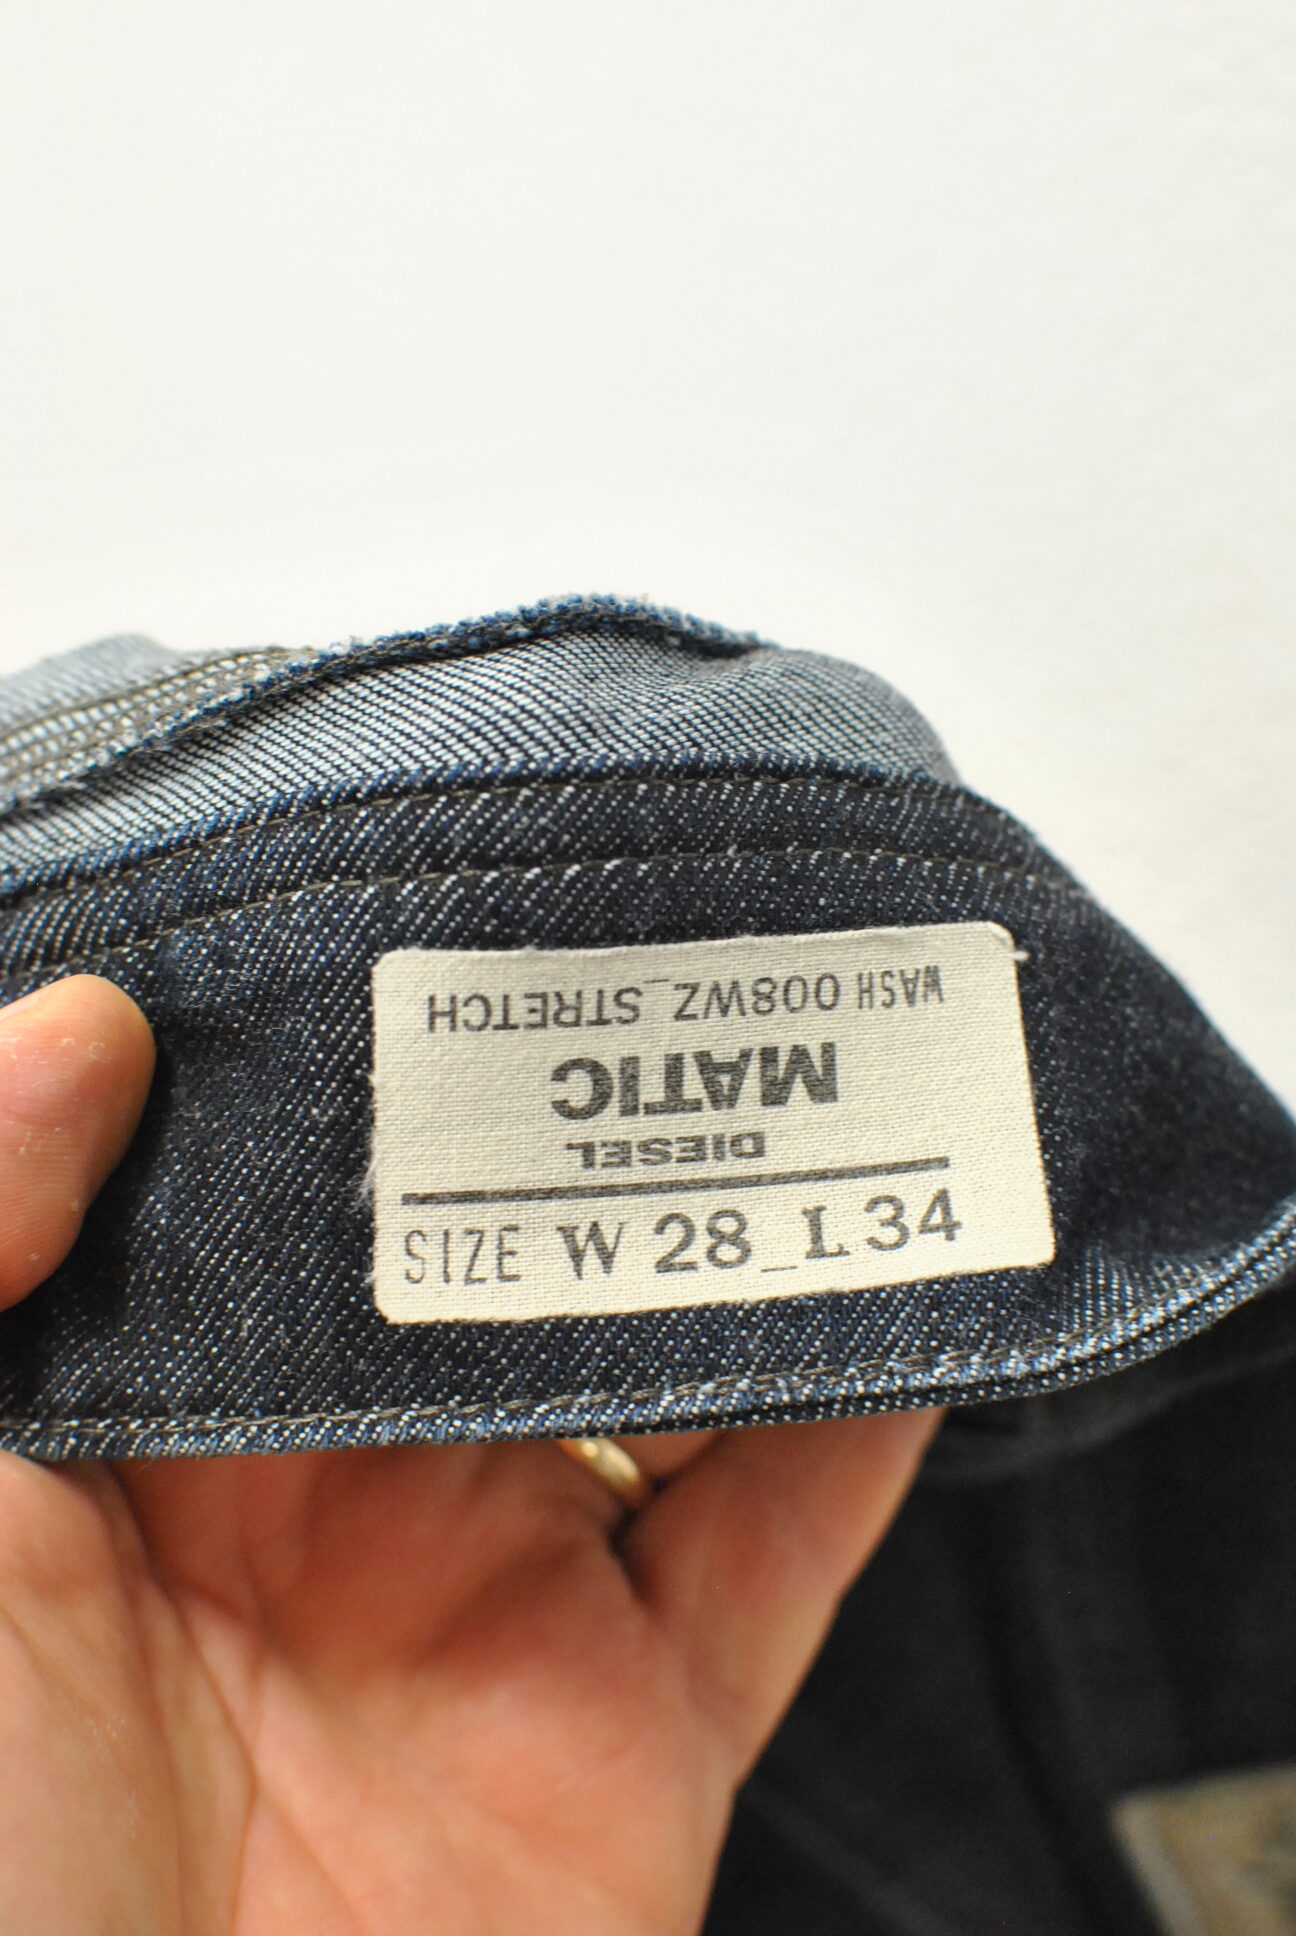 WASH 008WZ_STRETCH
MATIC
DIESEL
SIZE W 28_L 34